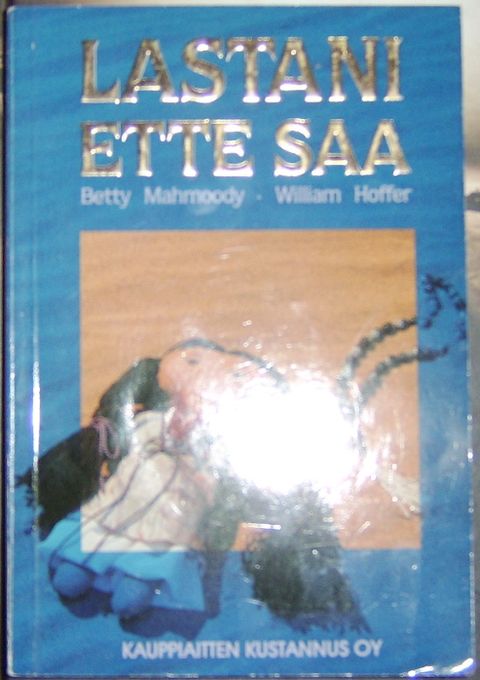 LASTANI
ETTE SAA
Betty Mahmoody · William Hoffer
KAUPPIAITTEN KUSTANNUS OY